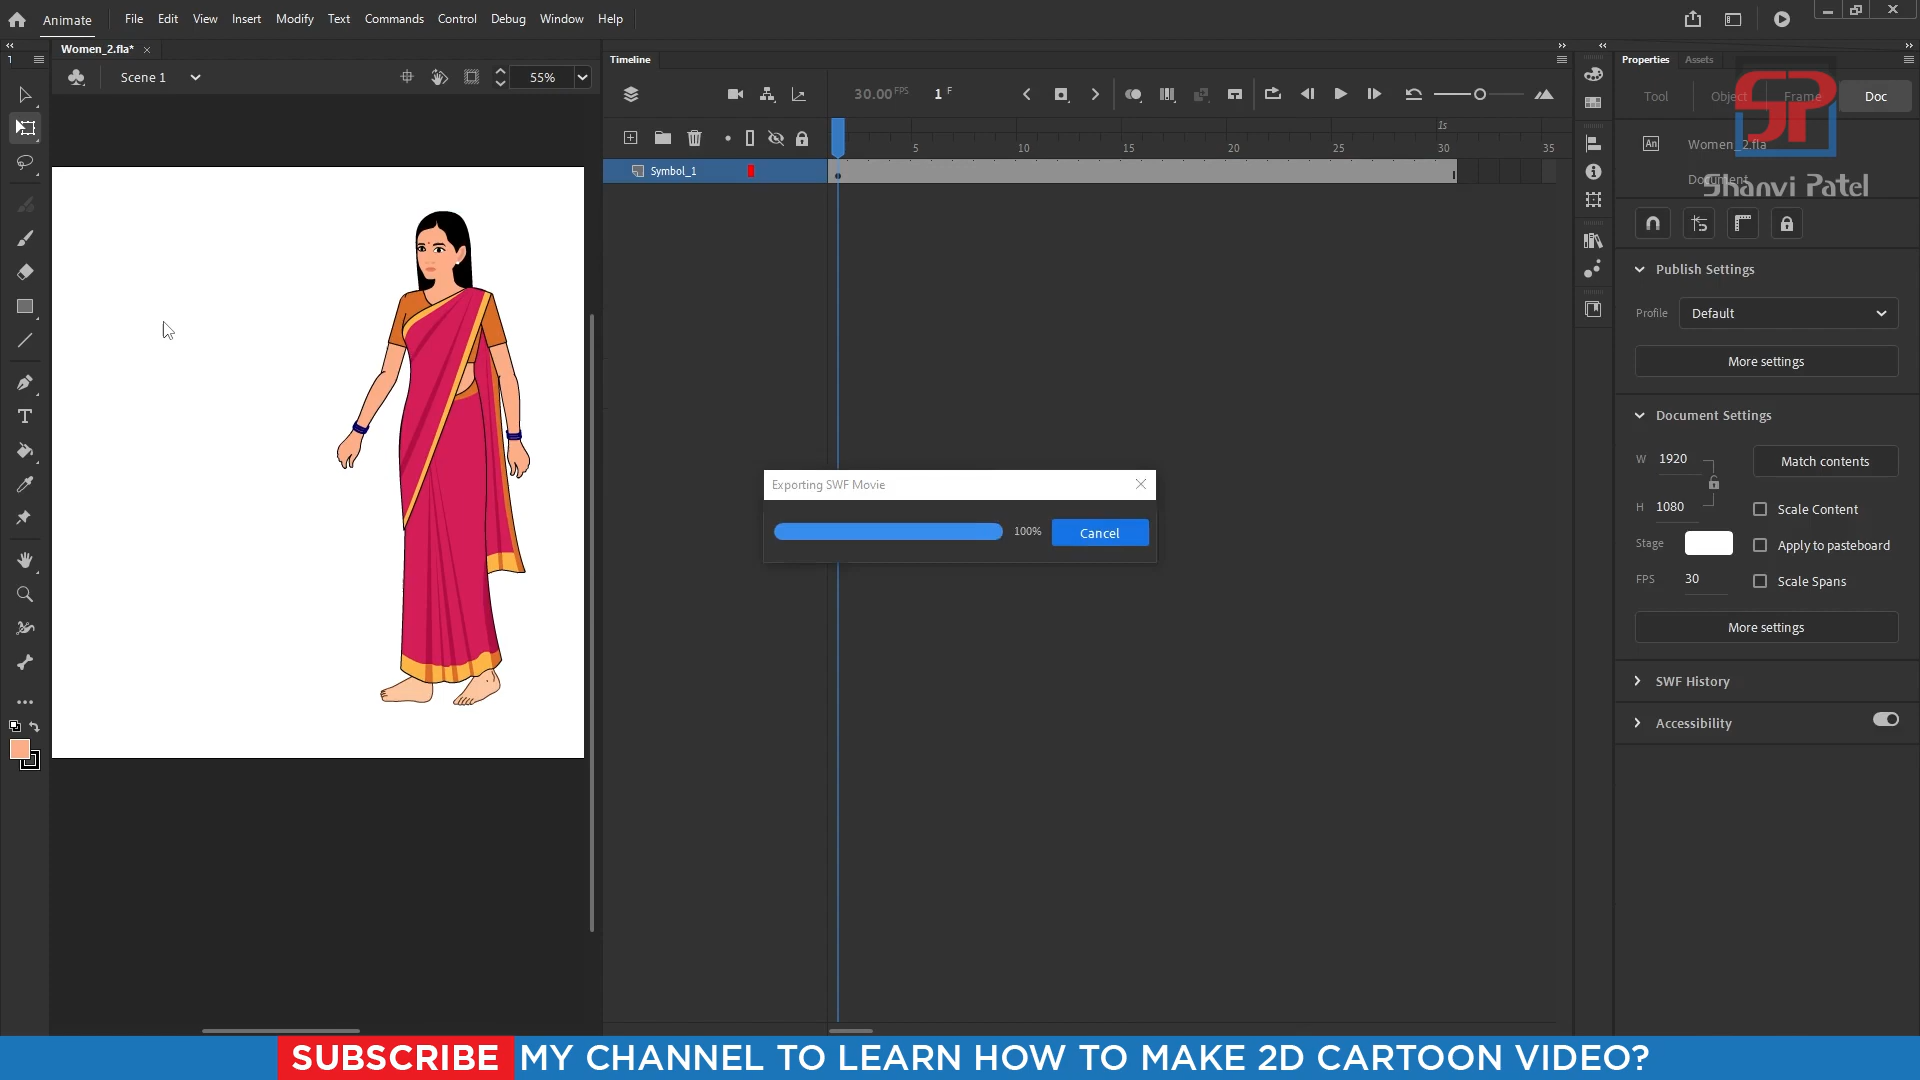 Animate File Edit View Insert Modify Text Commands Control Debug Window Help
Women_2.fla*
Scene 1
55%
Timeline
30.00 FPS 1 F
1s
5 10 15 20 25 30 35
Symbol_1
Exporting SWF Movie
100% Cancel
Properties Assets
Tool Object Frame Doc
SP
An Women_2.fla
Document
Shanvi Patel
Publish Settings
Profile Default
More settings
Document Settings
W 1920 Match contents
H 1080 Scale Content
Stage Apply to pasteboard
FPS 30 Scale Spans
More settings
SWF History
Accessibility
SUBSCRIBE MY CHANNEL TO LEARN HOW TO MAKE 2D CARTOON VIDEO?